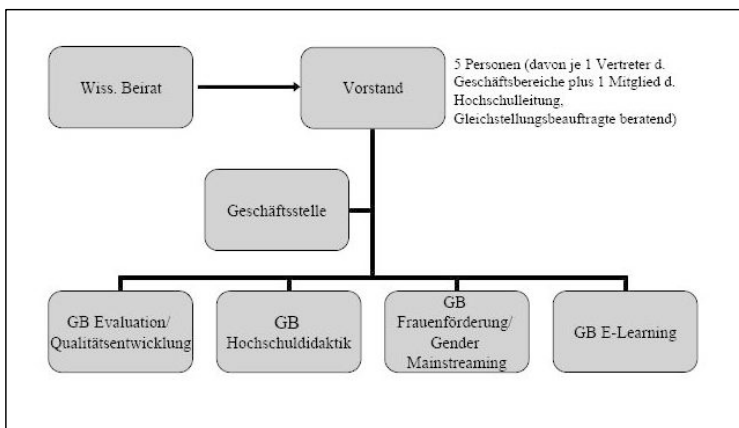 Wiss. Beirat
Vorstand
5 Personen (davon je 1 Vertreter d.
Geschäftsbereiche plus 1 Mitglied d.
Hochschulleitung,
Gleichstellungsbeauftragte beratend)
Geschäftsstelle
GB Evaluation/
Qualitätsentwicklung
GB
Hochschuldidaktik
GB
Frauenförderung/
Gender
Mainstreaming
GB E-Learning